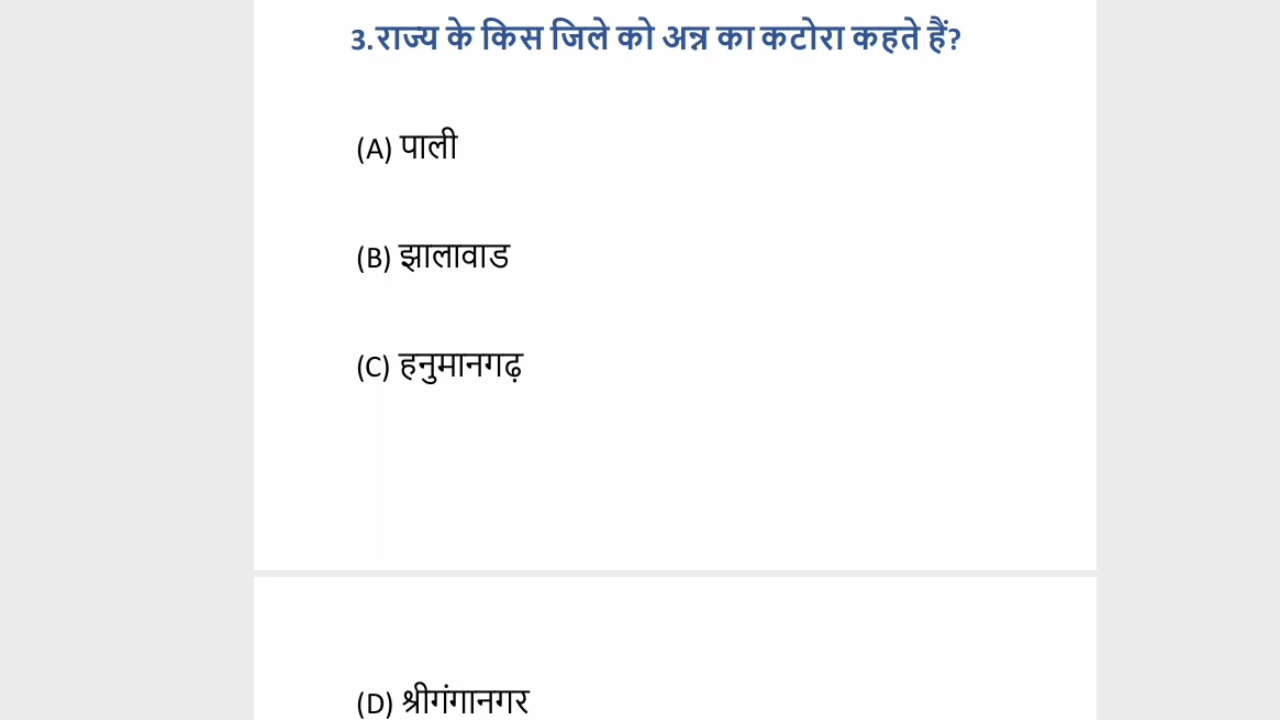 3.राज्य के किस जिले को अन्न का कटोरा कहते हैं?
(A) पाली
(B) झालावाड
(C) हनुमानगढ़
(D) श्रीगंगानगर